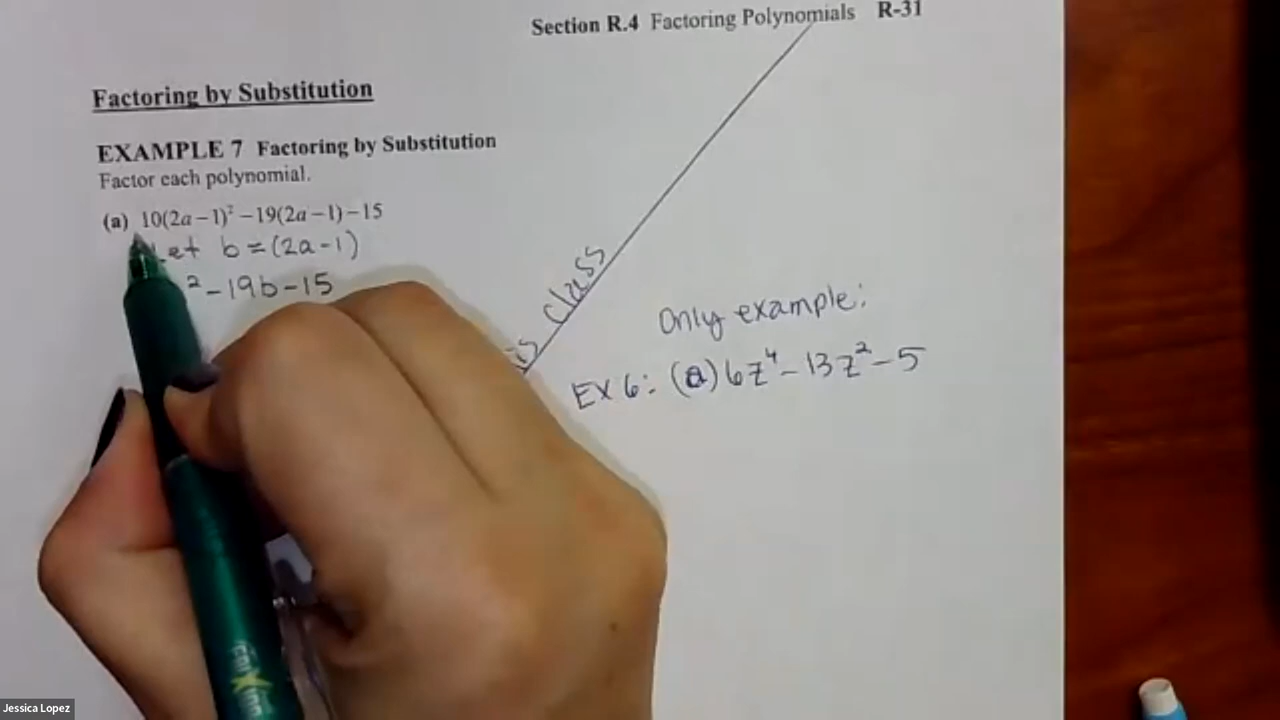 Section R.4 Factoring Polynomials R-31
Factoring by Substitution
EXAMPLE 7 Factoring by Substitution
Factor each polynomial.
(a) 10(2a-1)² -19(2a-1)-15
Let b=(2a-1)
² -19b-15
class
Only example:
EX 6: (a) 6z⁴-13z²-5
Jessica Lopez